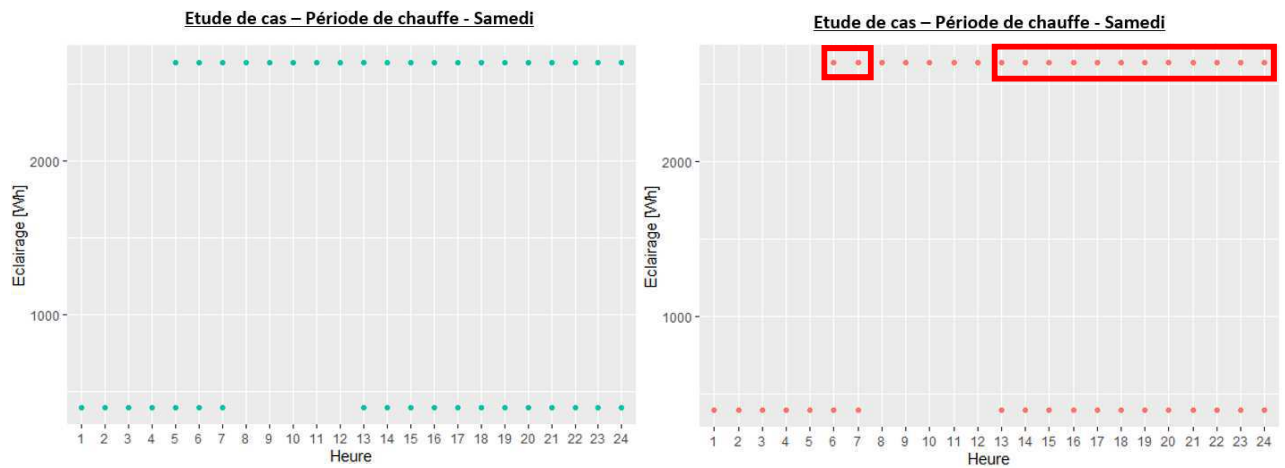 Etude de cas – Période de chauffe - Samedi
Eclairage [Wh]
2000
1000
1 2 3 4 5 6 7 8 9 10 11 12 13 14 15 16 17 18 19 20 21 22 23 24
Heure
Etude de cas – Période de chauffe - Samedi
Eclairage [Wh]
2000
1000
1 2 3 4 5 6 7 8 9 10 11 12 13 14 15 16 17 18 19 20 21 22 23 24
Heure